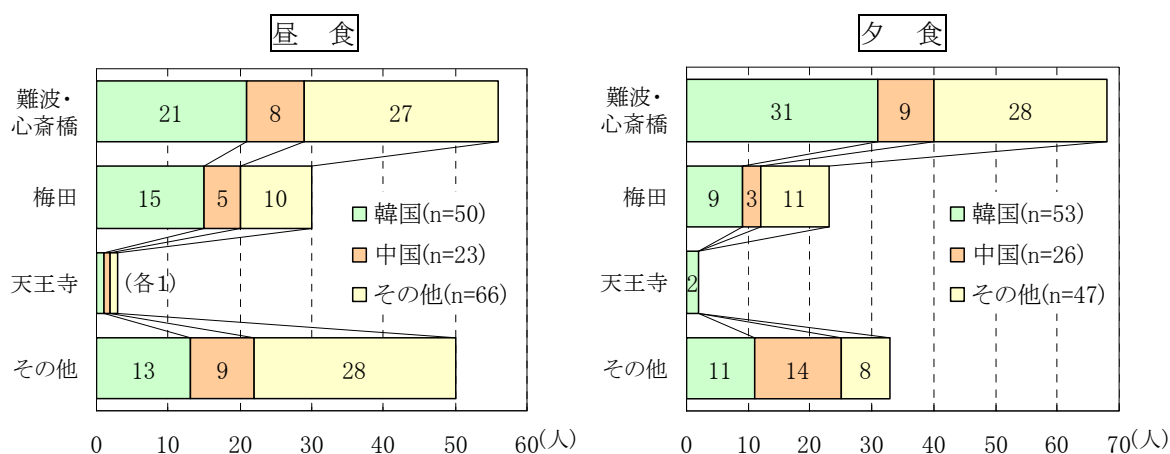 昼 食
難波・
心斎橋
21 8 27
梅田
15 5 10
天王寺
(各1)
その他
13 9 28
韓国(n=50)
中国(n=23)
その他(n=66)
0 10 20 30 40 50 60(人)
夕 食
難波・
心斎橋
31 9 28
梅田
9 3 11
天王寺
2
その他
11 14 8
韓国(n=53)
中国(n=26)
その他(n=47)
0 10 20 30 40 50 60 70(人)